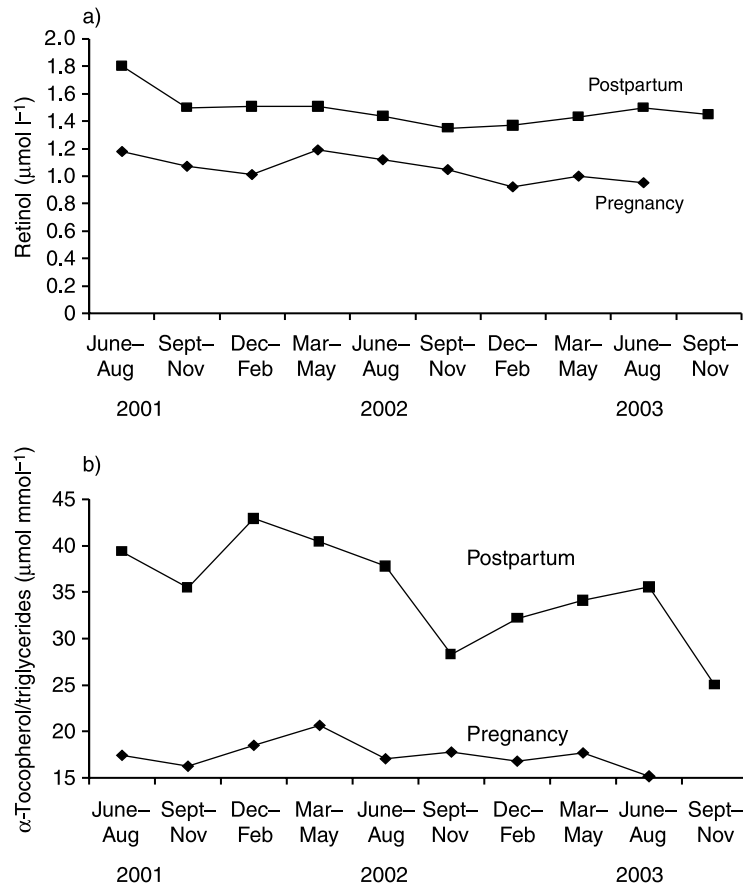 a)
Retinol (μmol l⁻¹)
2.0
1.8
1.6
1.4
1.2
1.0
0.8
0.6
0.4
0.2
0
Postpartum
Pregnancy
June– Sept– Dec– Mar– June– Sept– Dec– Mar– June– Sept–
Aug Nov Feb May Aug Nov Feb May Aug Nov
2001 2002 2003
b)
α-Tocopherol/triglycerides (μmol mmol⁻¹)
45
40
35
30
25
20
15
Postpartum
Pregnancy
June– Sept– Dec– Mar– June– Sept– Dec– Mar– June– Sept–
Aug Nov Feb May Aug Nov Feb May Aug Nov
2001 2002 2003